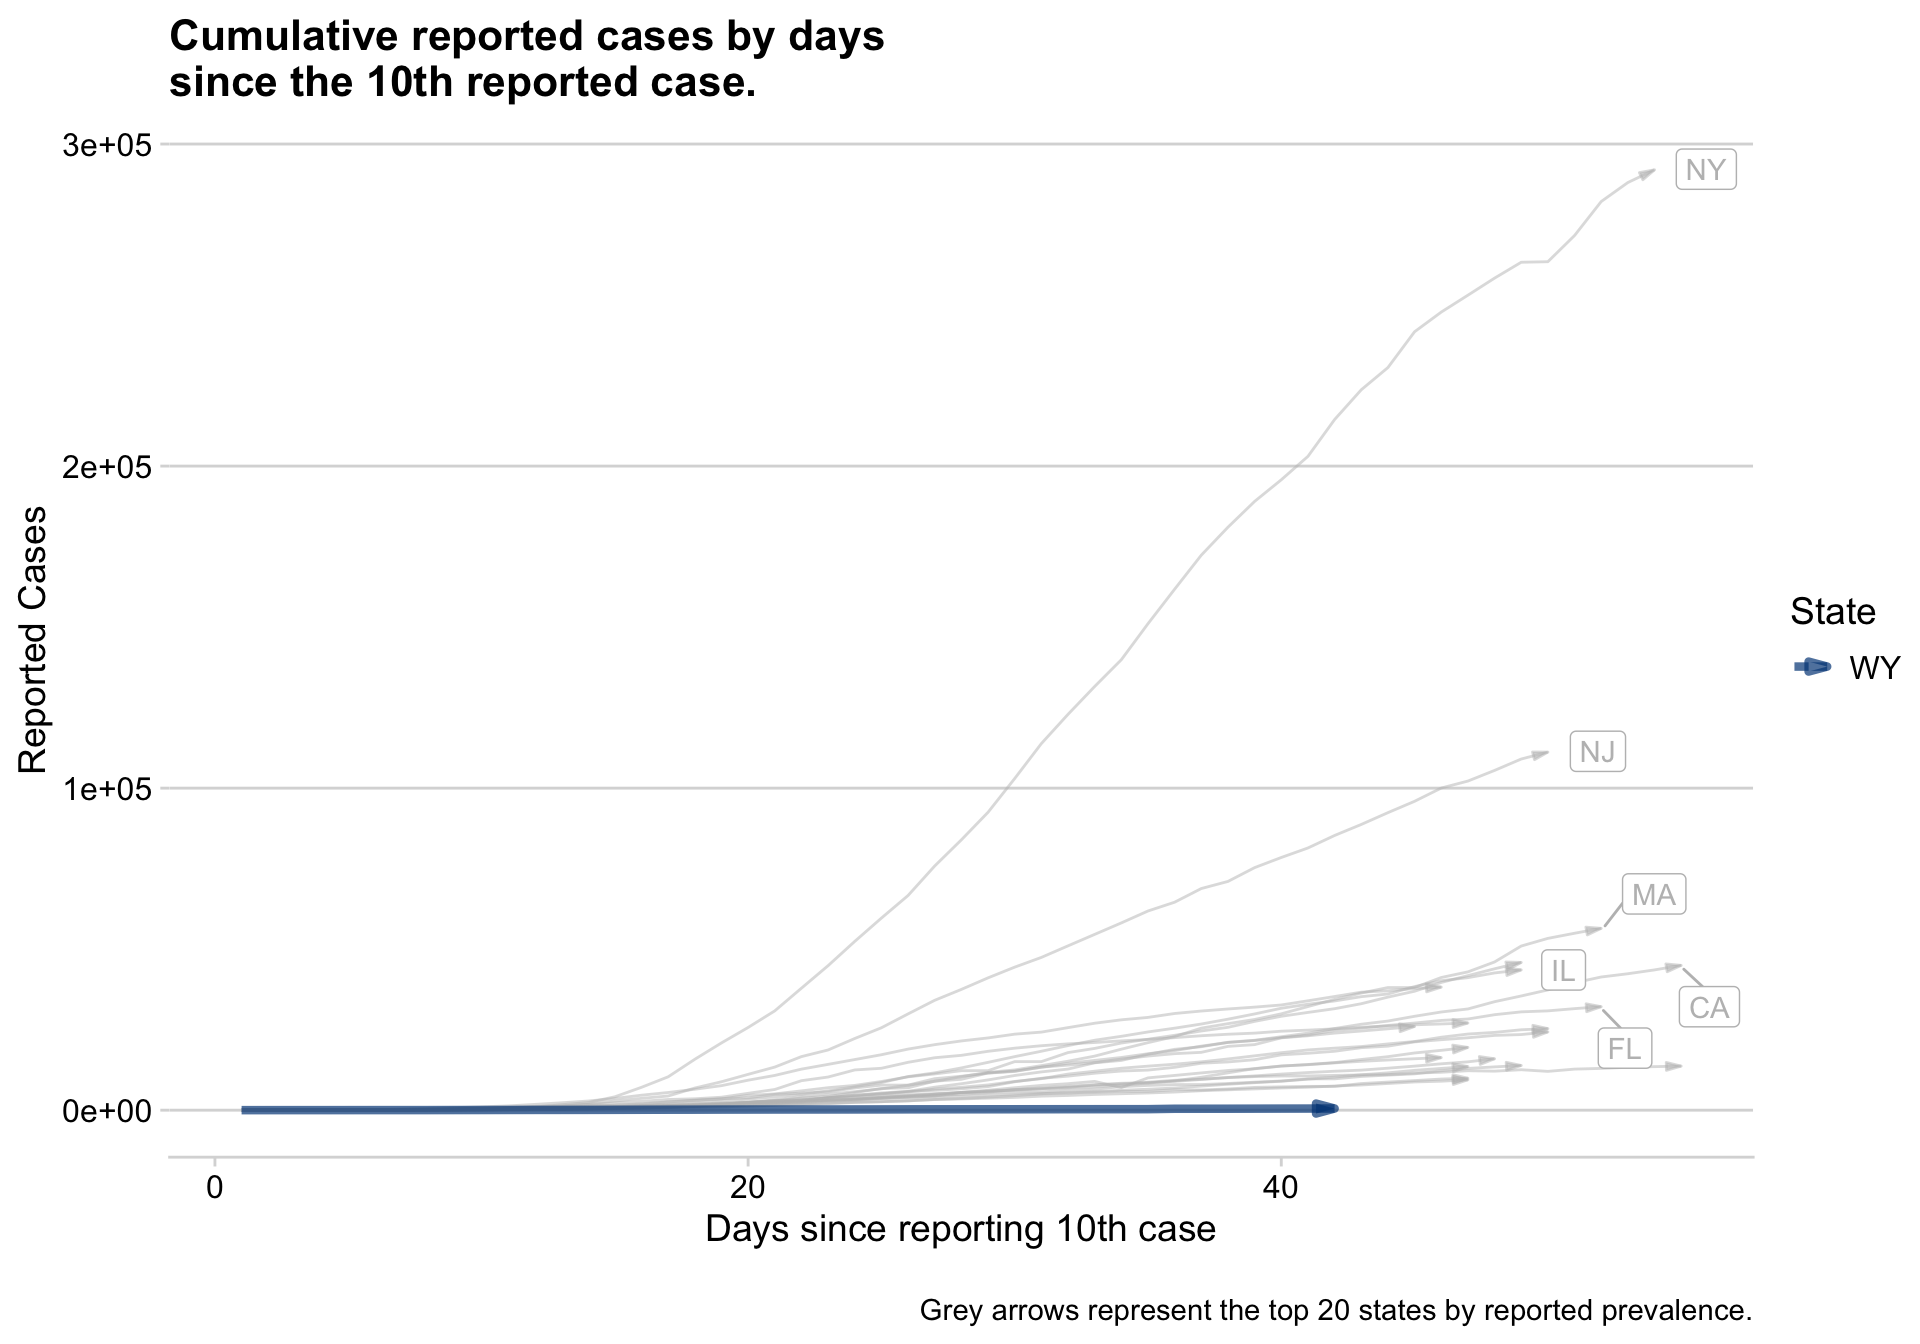 Cumulative reported cases by days
since the 10th reported case.
3e+05
NY
2e+05
Reported Cases
State
WY
NJ
1e+05
MA
IL
CA
FL
0e+00
0 20 40
Days since reporting 10th case
Grey arrows represent the top 20 states by reported prevalence.